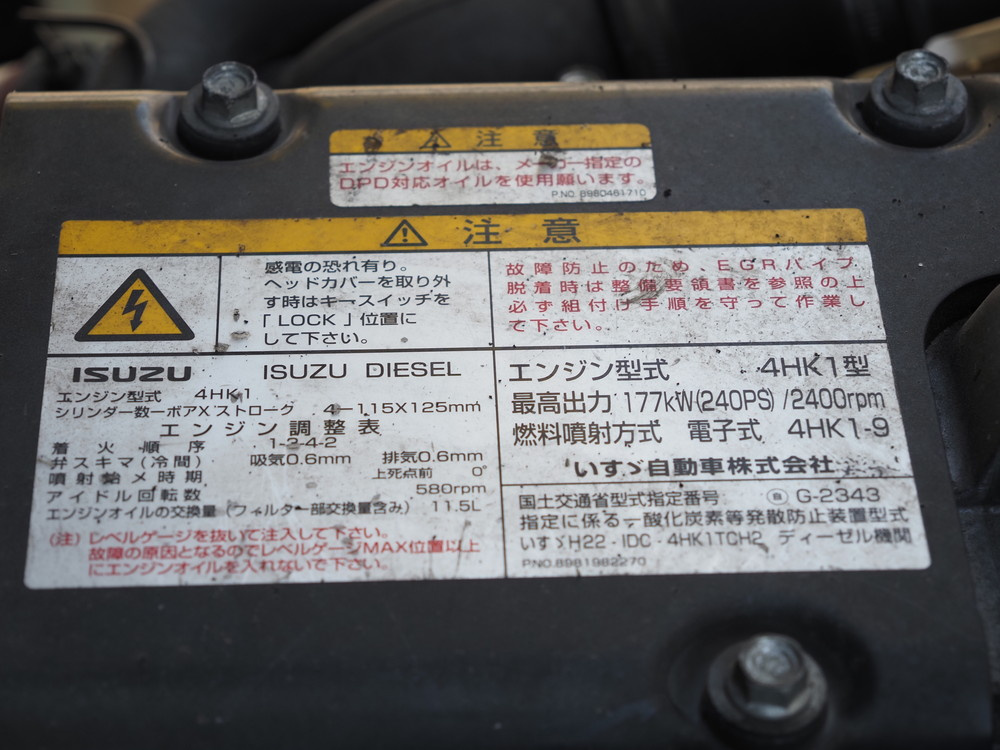 注意
エンジンオイルは、メーカー指定の
DPD対応オイルを使用願います。
P.NO. 8980461710
注意
感電の恐れ有り。
ヘッドカバーを取り外
す時はキースイッチを
「LOCK」位置に
して下さい。
故障防止のため、EGRパイプ
脱着時は整備要領書を参照の上
必ず組付け手順を守って作業し
て下さい。
ISUZU ISUZU DIESEL
エンジン型式 4HK1
シリンダー数ーボアXストローク 4ー115X125mm
エンジン調整表
着火順序 1-2-4-2
弁スキマ(冷間) 吸気0.6mm 排気0.6mm
噴射始メ時期 上死点前 0°
アイドル回転数 580rpm
エンジンオイルの交換量(フィルター部交換量含み) 11.5L
(注)レベルゲージを抜いて注入して下さい。
故障の原因となるのでレベルゲージMAX位置以上
にエンジンオイルを入れないで下さい。
エンジン型式 4HK1型
最高出力 177kW(240PS)/2400rpm
燃料噴射方式 電子式 4HK1-9
いすゞ自動車株式会社
国土交通省型式指定番号 自 G-2343
指定に係る一酸化炭素等発散防止装置型式
いすゞH22・IDC・4HK1TCH2 ディーゼル機関
P.NO.8981982270